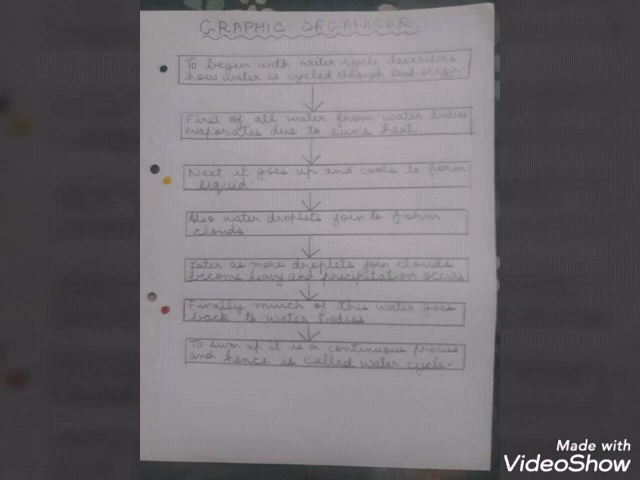 GRAPHIC ORGANISER
To begin with water cycle describes
how water is cycled through
First of all water from water bodies
evaporates due to sun's heat
Next it goes up and cools to form
liquid
Also water droplets join to form
clouds
Later as more droplets join clouds
become heavy and precipitation occurs
Finally much of this water goes
back to water bodies
To sum up it is a continuous process
and hence is called water cycle.
Made with
VideoShow